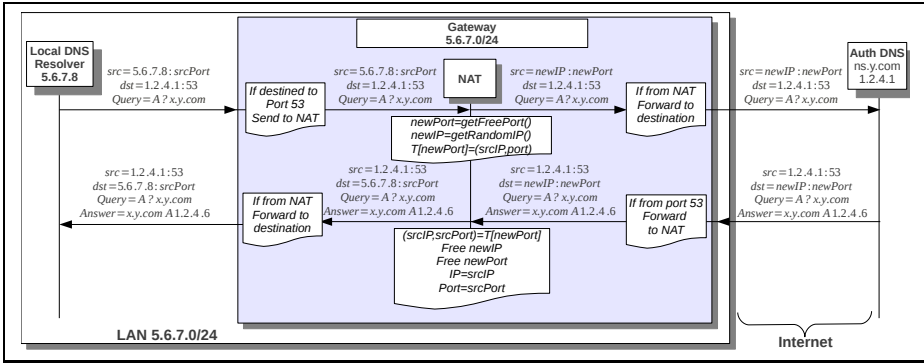 Gateway
5.6.7.0/24
Local DNS
Resolver
5.6.7.8
Auth DNS
ns.y.com
1.2.4.1
NAT
src=5.6.7.8:srcPort
dst=1.2.4.1:53
Query=A ? x.y.com
If destined to
Port 53
Send to NAT
src=5.6.7.8:srcPort
dst=1.2.4.1:53
Query=A ? x.y.com
src=newIP:newPort
dst=1.2.4.1:53
Query=A ? x.y.com
If from NAT
Forward to
destination
src=newIP:newPort
dst=1.2.4.1:53
Query=A ? x.y.com
newPort=getFreePort()
newIP=getRandomIP()
T[newPort]=(srcIP,port)
src=1.2.4.1:53
dst=5.6.7.8:srcPort
Query=A ? x.y.com
Answer=x.y.com A 1.2.4.6
If from NAT
Forward to
destination
src=1.2.4.1:53
dst=5.6.7.8:srcPort
Query=A ? x.y.com
Answer=x.y.com A 1.2.4.6
src=1.2.4.1:53
dst=newIP:newPort
Query=A ? x.y.com
Answer=x.y.com A 1.2.4.6
If from port 53
Forward
to NAT
src=1.2.4.1:53
dst=newIP:newPort
Query=A ? x.y.com
Answer=x.y.com A 1.2.4.6
(srcIP,srcPort)=T[newPort]
Free newIP
Free newPort
IP=srcIP
Port=srcPort
LAN 5.6.7.0/24
Internet